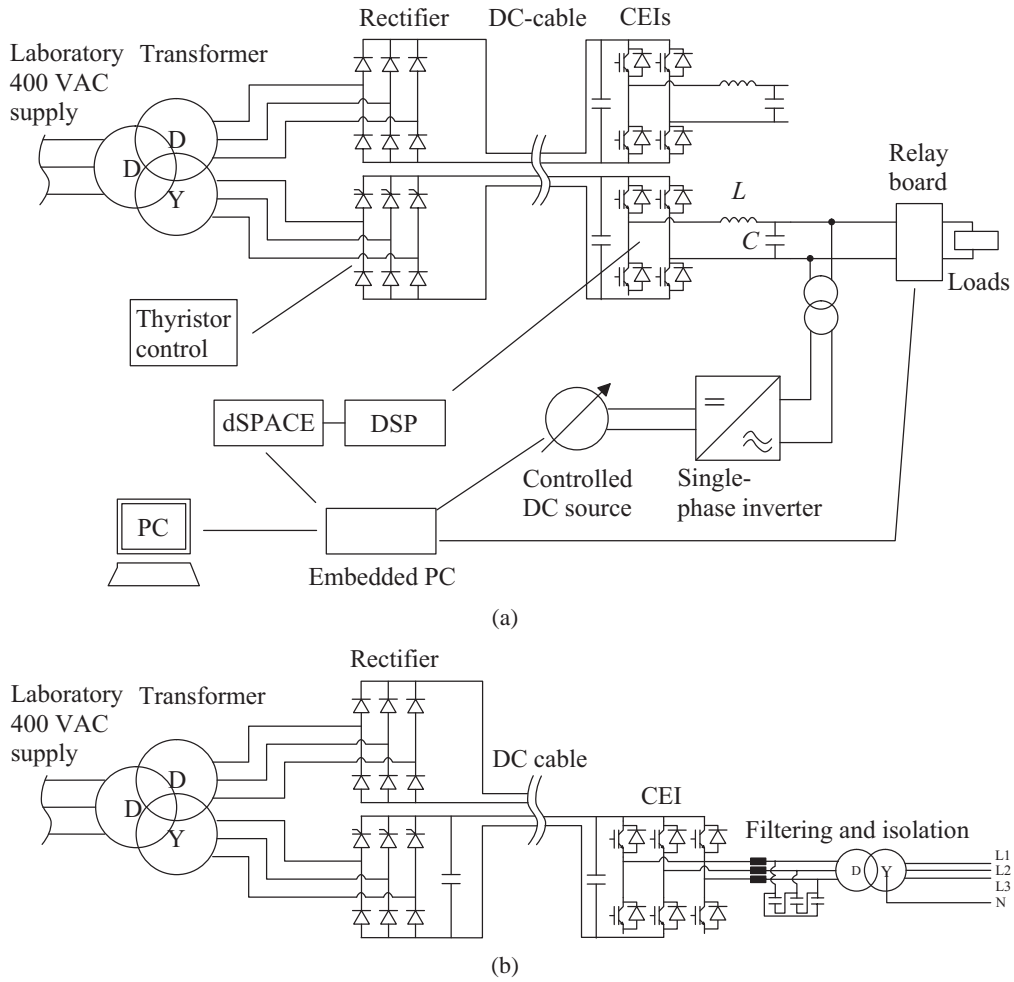 Rectifier
DC-cable
CEIs
Laboratory
400 VAC
supply
Transformer
D
D
Y
Relay
board
L
C
Loads
Thyristor
control
dSPACE
DSP
Controlled
DC source
Single-
phase inverter
PC
Embedded PC
(a)
Rectifier
Laboratory
400 VAC
supply
Transformer
DC cable
CEI
D
D
Y
Filtering and isolation
D
Y
L1
L2
L3
N
(b)